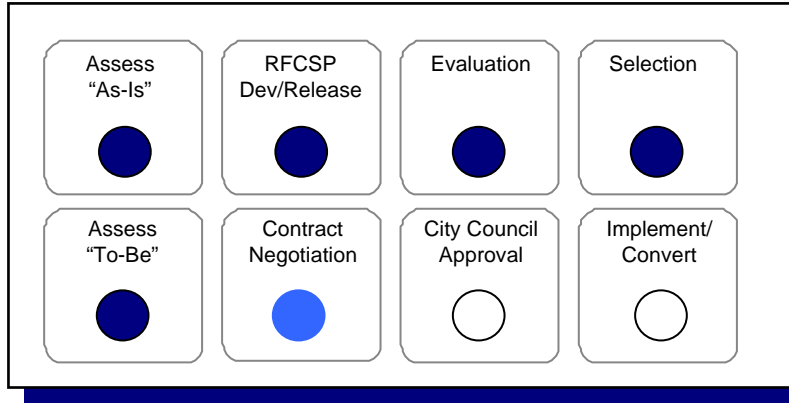 Assess
“As-Is”
RFCSP
Dev/Release
Evaluation
Selection
Assess
“To-Be”
Contract
Negotiation
City Council
Approval
Implement/
Convert